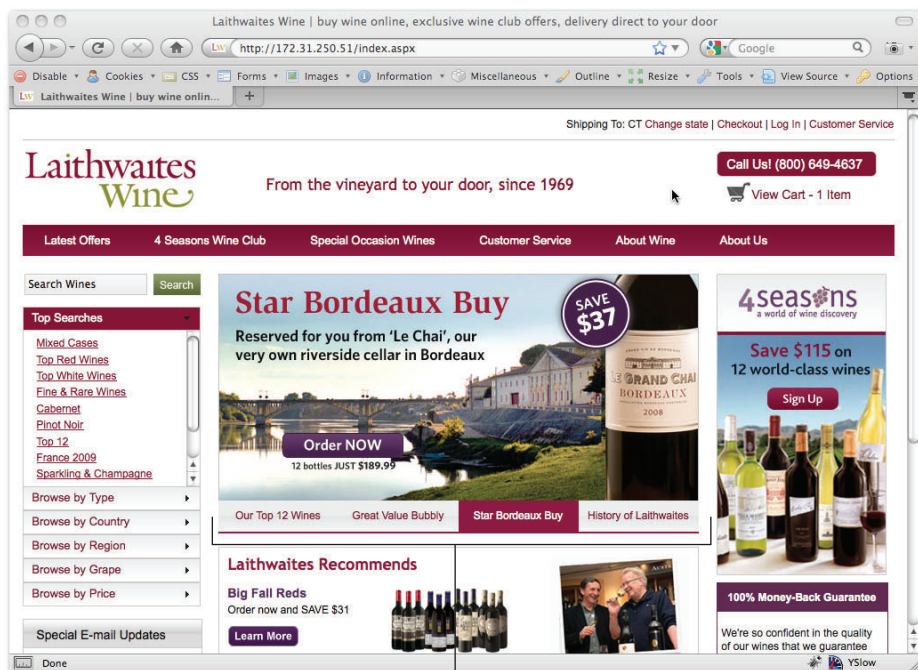 Laithwaites Wine | buy wine online, exclusive wine club offers, delivery direct to your door
Lw http://172.31.250.51/index.aspx
Google
Disable Cookies CSS Forms Images Information Miscellaneous Outline Resize Tools View Source Options
Lw Laithwaites Wine | buy wine onlin... +
Shipping To: CT Change state | Checkout | Log In | Customer Service
Laithwaites
Wine
From the vineyard to your door, since 1969
Call Us! (800) 649-4637
View Cart - 1 Item
Latest Offers 4 Seasons Wine Club Special Occasion Wines Customer Service About Wine About Us
Search Wines Search
Top Searches
Mixed Cases
Top Red Wines
Top White Wines
Fine & Rare Wines
Cabernet
Pinot Noir
Top 12
France 2009
Sparkling & Champagne
Browse by Type
Browse by Country
Browse by Region
Browse by Grape
Browse by Price
Special E-mail Updates
Star Bordeaux Buy
SAVE
$37
Reserved for you from 'Le Chai', our
very own riverside cellar in Bordeaux
Order NOW
12 bottles JUST $189.99
LE GRAND CHAI
BORDEAUX
2008
Our Top 12 Wines Great Value Bubbly Star Bordeaux Buy History of Laithwaites
Laithwaites Recommends
Big Fall Reds
Order now and SAVE $31
Learn More
4seasons
a world of wine discovery
Save $115 on
12 world-class wines
Sign Up
100% Money-Back Guarantee
We're so confident in the quality
of our wines that we guarantee
Done
YSlow